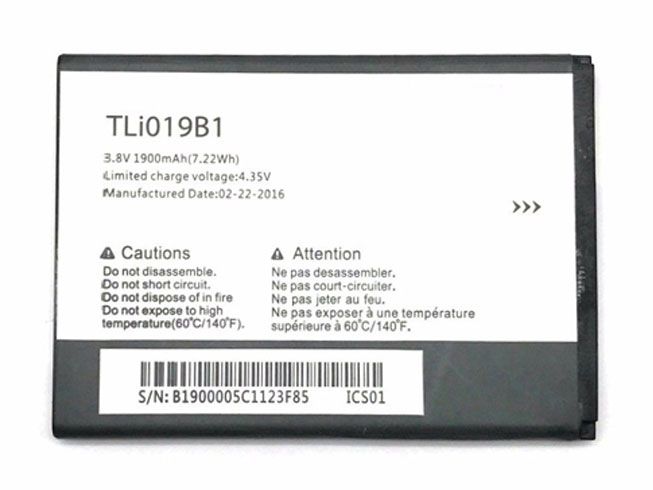 TLi019B1
3.8V 1900mAh(7.22Wh)
Limited charge voltage:4.35V
Manufactured Date:02-22-2016
>>>
⚠ Cautions
Do not disassemble.
Do not short circuit.
Do not dispose of in fire
Do not expose to high
temperature(60°C/140°F).
⚠ Attention
Ne pas desassembler.
Ne pas court-circuiter.
Ne pas jeter au feu.
Ne pas exposer à une température
supérieure à 60°C/140°F.
S/N: B1900005C1123F85 ICS01